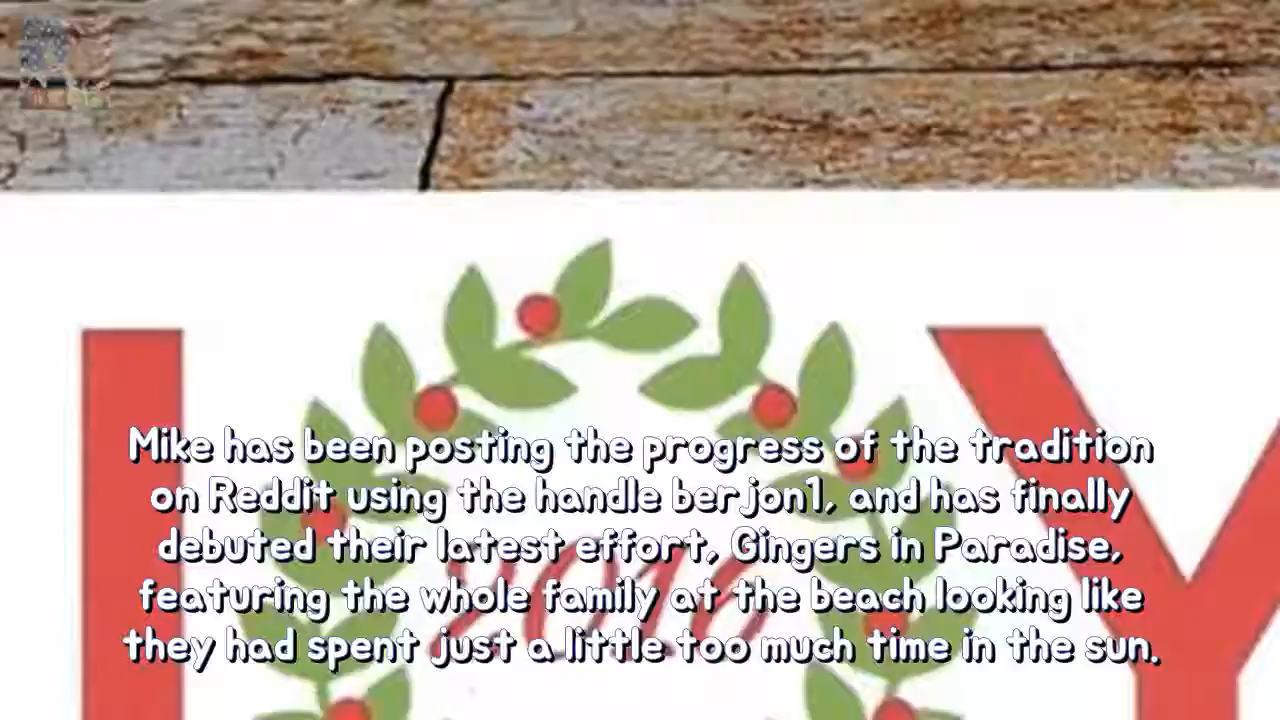 Mike has been posting the progress of the tradition
on Reddit using the handle berjon1, and has finally
debuted their latest effort, Gingers in Paradise,
featuring the whole family at the beach looking like
they had spent just a little too much time in the sun.
Y